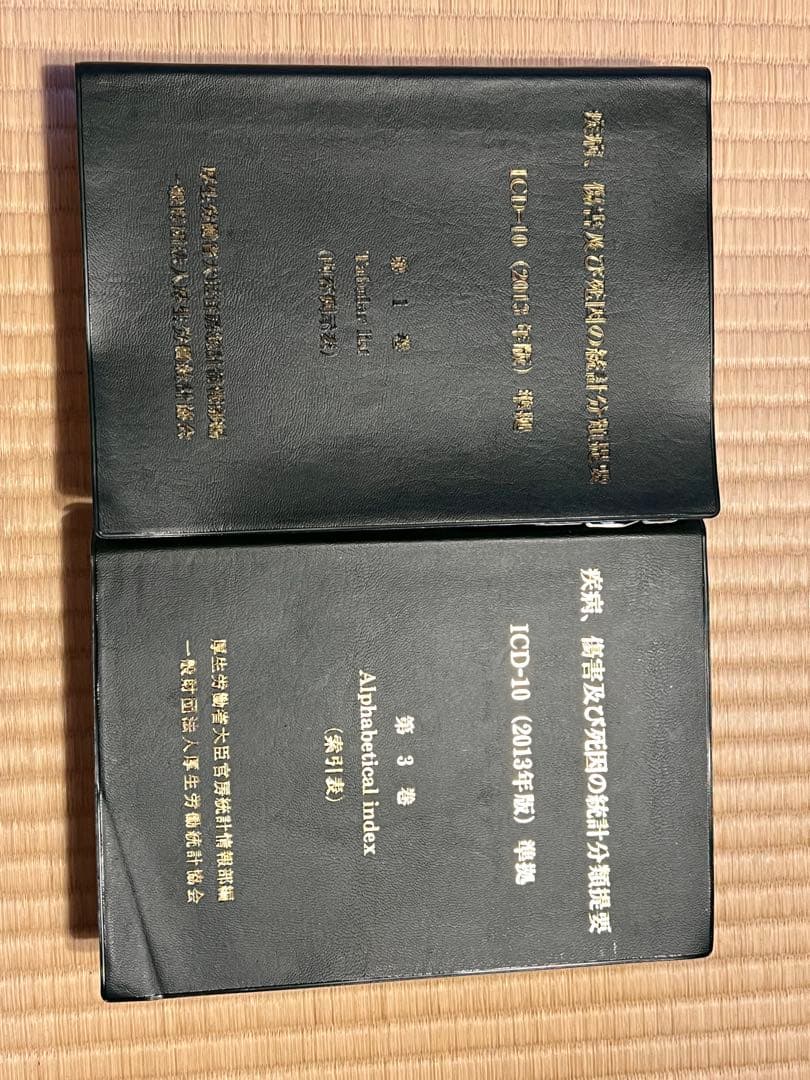 疾病、傷害及び死因の統計分類提要
ICD-10（2013年版）準拠
第1巻
Tabular list
（内容例示表）
厚生労働省大臣官房統計情報部編
一般財団法人厚生労働統計協会
疾病、傷害及び死因の統計分類提要
ICD-10（2013年版）準拠
第3巻
Alphabetical index
（索引表）
厚生労働省大臣官房統計情報部編
一般財団法人厚生労働統計協会